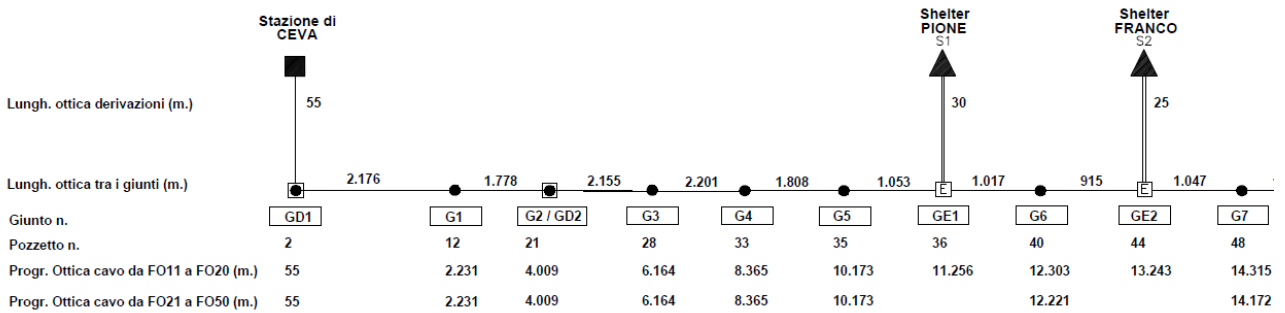 Stazione di
CEVA
Shelter
PIONE
S1
Shelter
FRANCO
S2
Lungh. ottica derivazioni (m.) 55 30 25
Lungh. ottica tra i giunti (m.) 2.176 1.778 2.155 2.201 1.808 1.053 E 1.017 915 E 1.047
Giunto n. GD1 G1 G2 / GD2 G3 G4 G5 GE1 G6 GE2 G7
Pozzetto n. 2 12 21 28 33 35 36 40 44 48
Progr. Ottica cavo da FO11 a FO20 (m.) 55 2.231 4.009 6.164 8.365 10.173 11.256 12.303 13.243 14.315
Progr. Ottica cavo da FO21 a FO50 (m.) 55 2.231 4.009 6.164 8.365 10.173 12.221 14.172